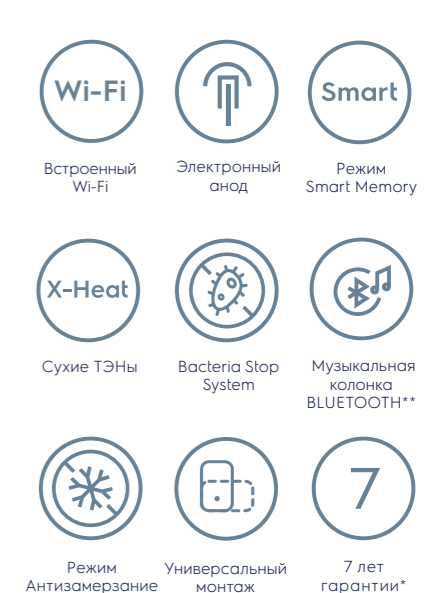 Wi-Fi
Smart
Встроенный
Wi-Fi
Электронный
анод
Режим
Smart Memory
X-Heat
Сухие ТЭНы
Bacteria Stop
System
Музыкальная
колонка
BLUETOOTH**
7
Режим
Антизамерзание
Универсальный
монтаж
7 лет
гарантии*